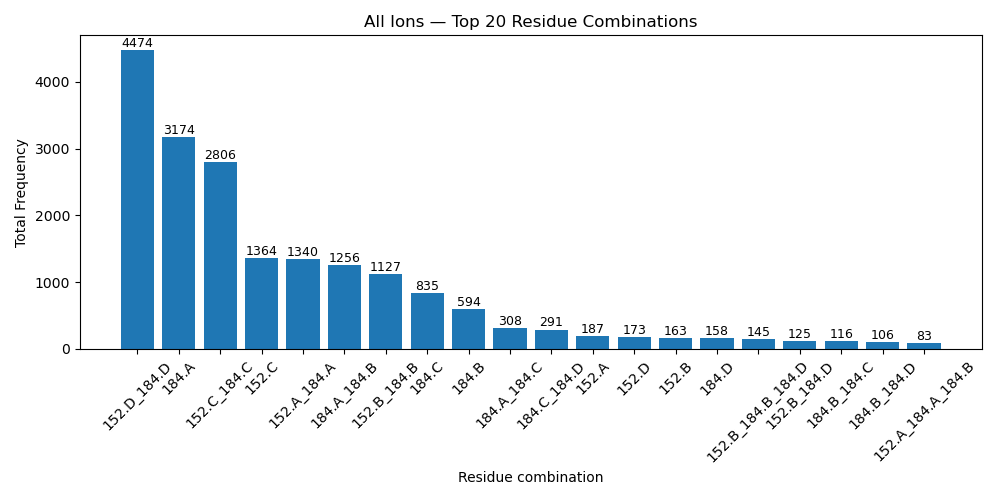 All Ions — Top 20 Residue Combinations
Total Frequency
4000
3000
2000
1000
0
4474
3174
2806
1364
1340
1256
1127
835
594
308
291
187
173
163
158
145
125
116
106
83
152.D_184.D
184.A
152.C_184.C
152.C
152.A_184.A
184.A_184.B
152.B_184.B
184.C
184.B
184.A_184.C
184.C_184.D
152.A
152.D
152.B
184.D
152.B_184.B_184.D
152.B_184.D
184.B_184.C
184.B_184.D
152.A_184.A_184.B
Residue combination